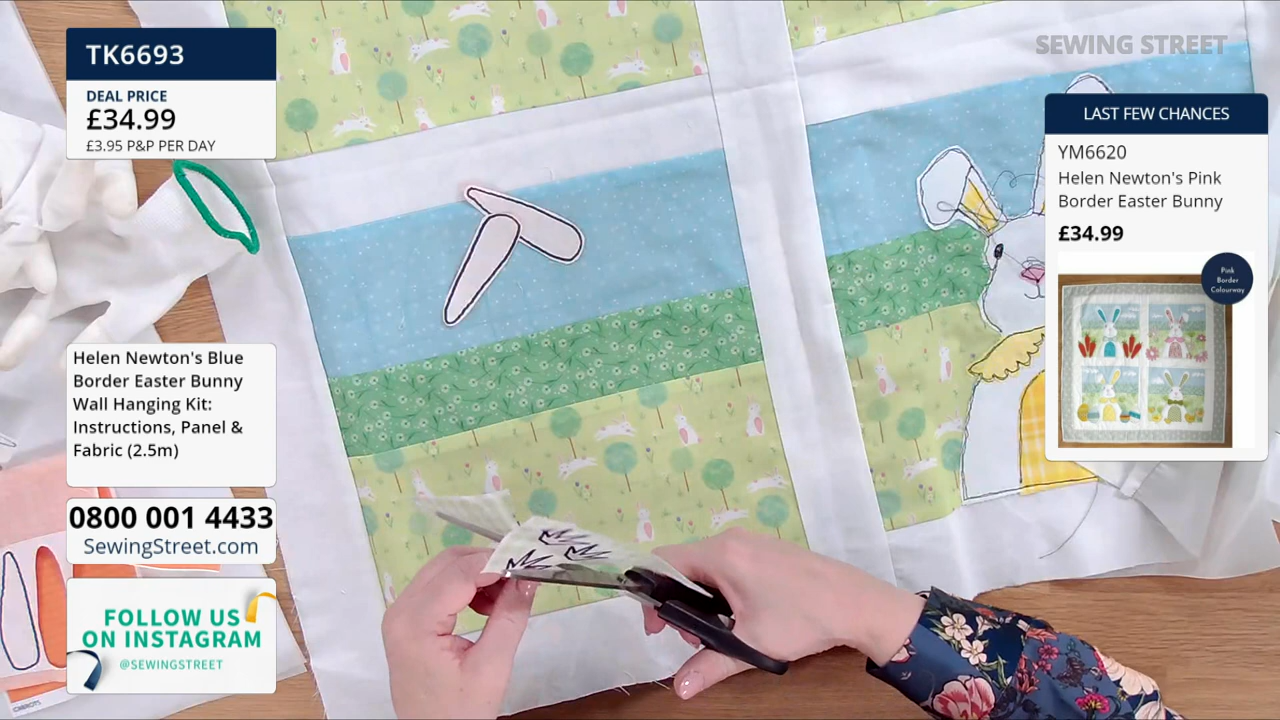 TK6693
DEAL PRICE
£34.99
£3.95 P&P PER DAY
Helen Newton's Blue
Border Easter Bunny
Wall Hanging Kit:
Instructions, Panel &
Fabric (2.5m)
0800 001 4433
SewingStreet.com
FOLLOW US
ON INSTAGRAM
@SEWINGSTREET
SEWING STREET
LAST FEW CHANCES
YM6620
Helen Newton's Pink
Border Easter Bunny
£34.99
Pink
Border
Colourway
CARROTS